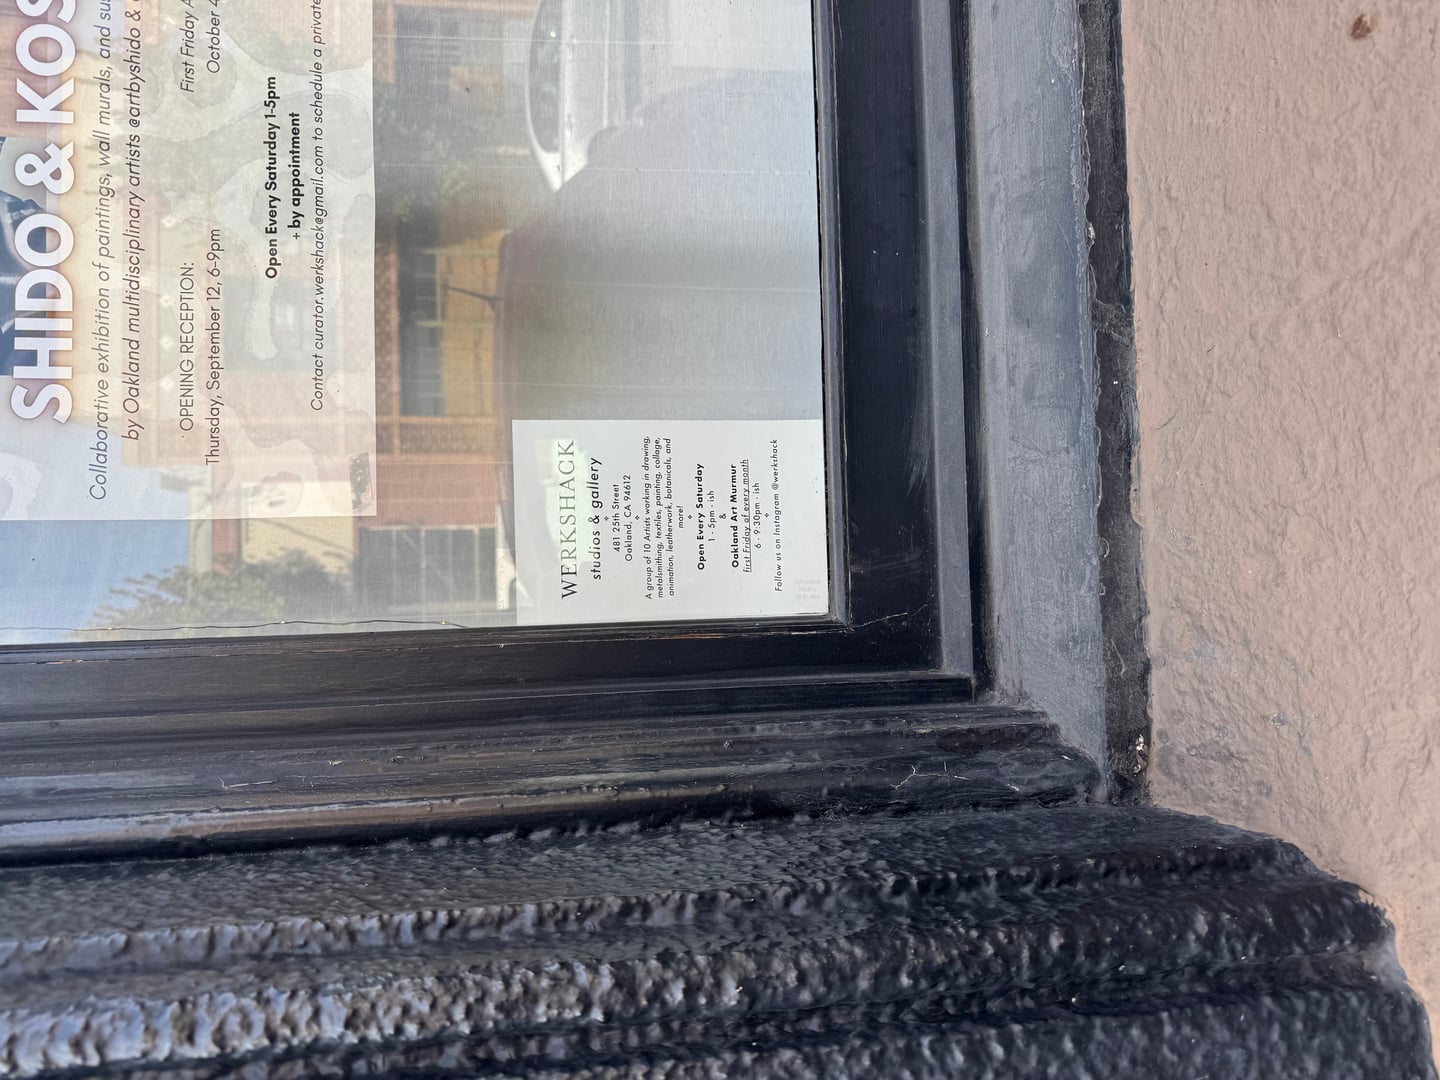 SHIDO & KOS
Collaborative exhibition of paintings, wall murals, and sus
by Oakland multidisciplinary artists @artbyshido &
OPENING RECEPTION:
Thursday, September 12, 6-9pm
First Friday A
October 4
Open Every Saturday 1-5pm
+ by appointment
Contact curator.werkshack@gmail.com to schedule a private
WERKSHACK
studios & gallery
481 25th Street
Oakland, CA 94612
A group of 10 Artists working in drawing,
metalsmithing, textiles, painting, collage,
animation, leatherwork, botanicals, and
more!
Open Every Saturday
1 - 5pm - ish
&
Oakland Art Murmur
first Friday of every month
6 - 9:30pm - ish
Follow us on Instagram @werkshack